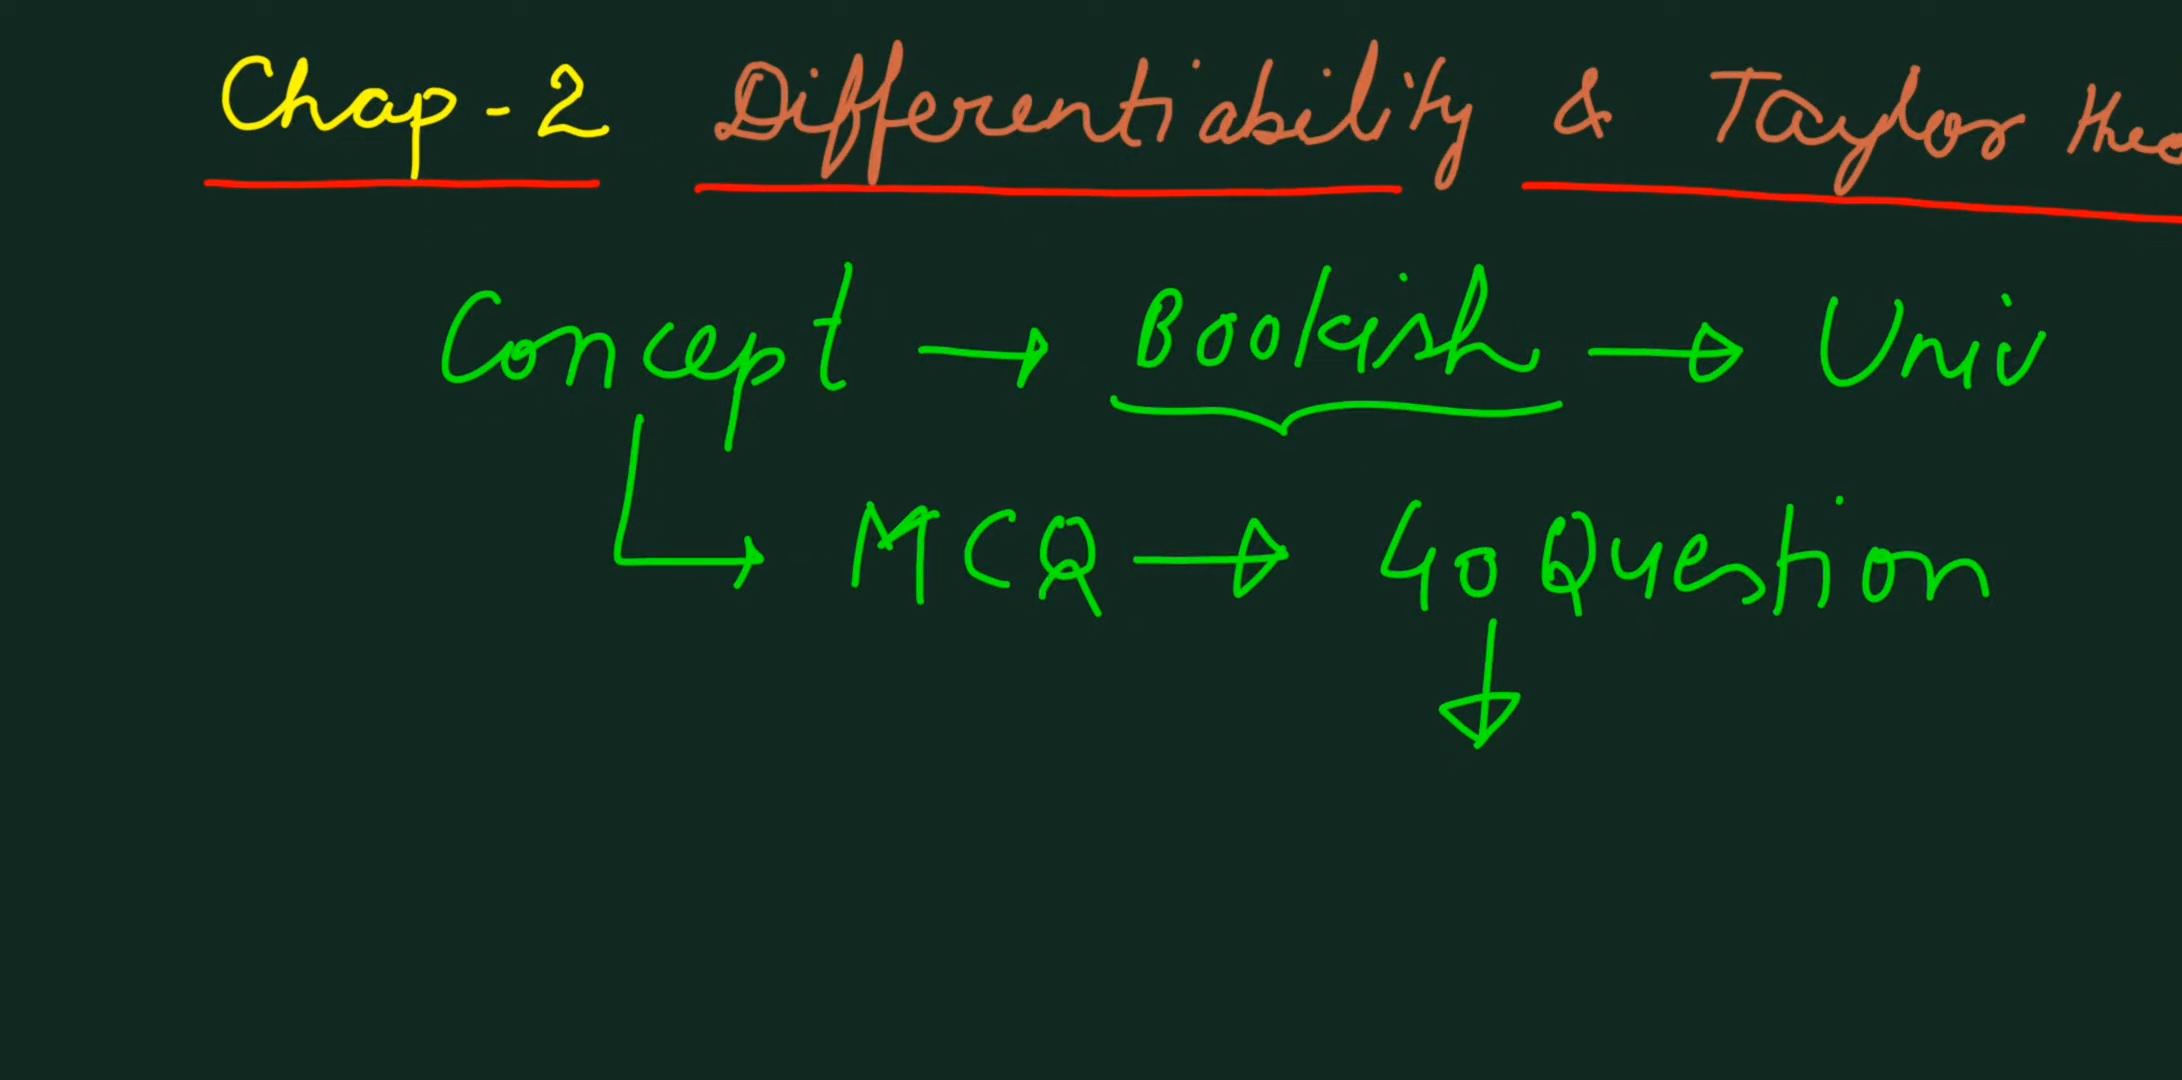 Chap-2 Differentiability & Taylor
Concept → Bookish → Univ
MCQ → 40 Question